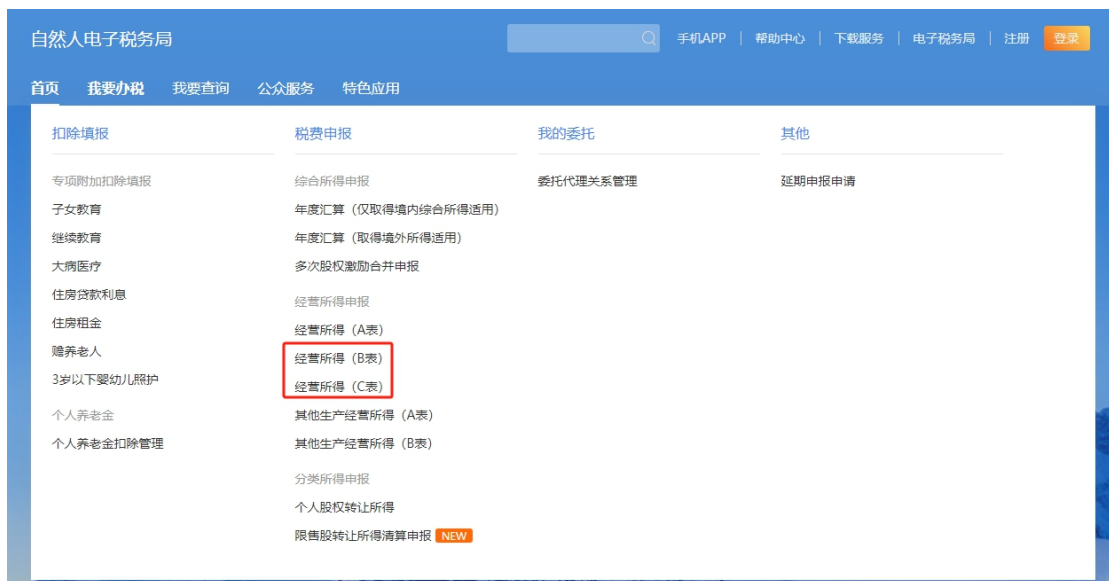 自然人电子税务局
手机APP | 帮助中心 | 下载服务 | 电子税务局 | 注册 登录
首页 我要办税 我要查询 公众服务 特色应用
扣除填报
专项附加扣除填报
子女教育
继续教育
大病医疗
住房贷款利息
住房租金
赡养老人
3岁以下婴幼儿照护
个人养老金
个人养老金扣除管理
税费申报
综合所得申报
年度汇算（仅取得境内综合所得适用）
年度汇算（取得境外所得适用）
多次股权激励合并申报
经营所得申报
经营所得（A表）
经营所得（B表）
经营所得（C表）
其他生产经营所得（A表）
其他生产经营所得（B表）
分类所得申报
个人股权转让所得
限售股转让所得清算申报 NEW
我的委托
委托代理关系管理
其他
延期申报申请